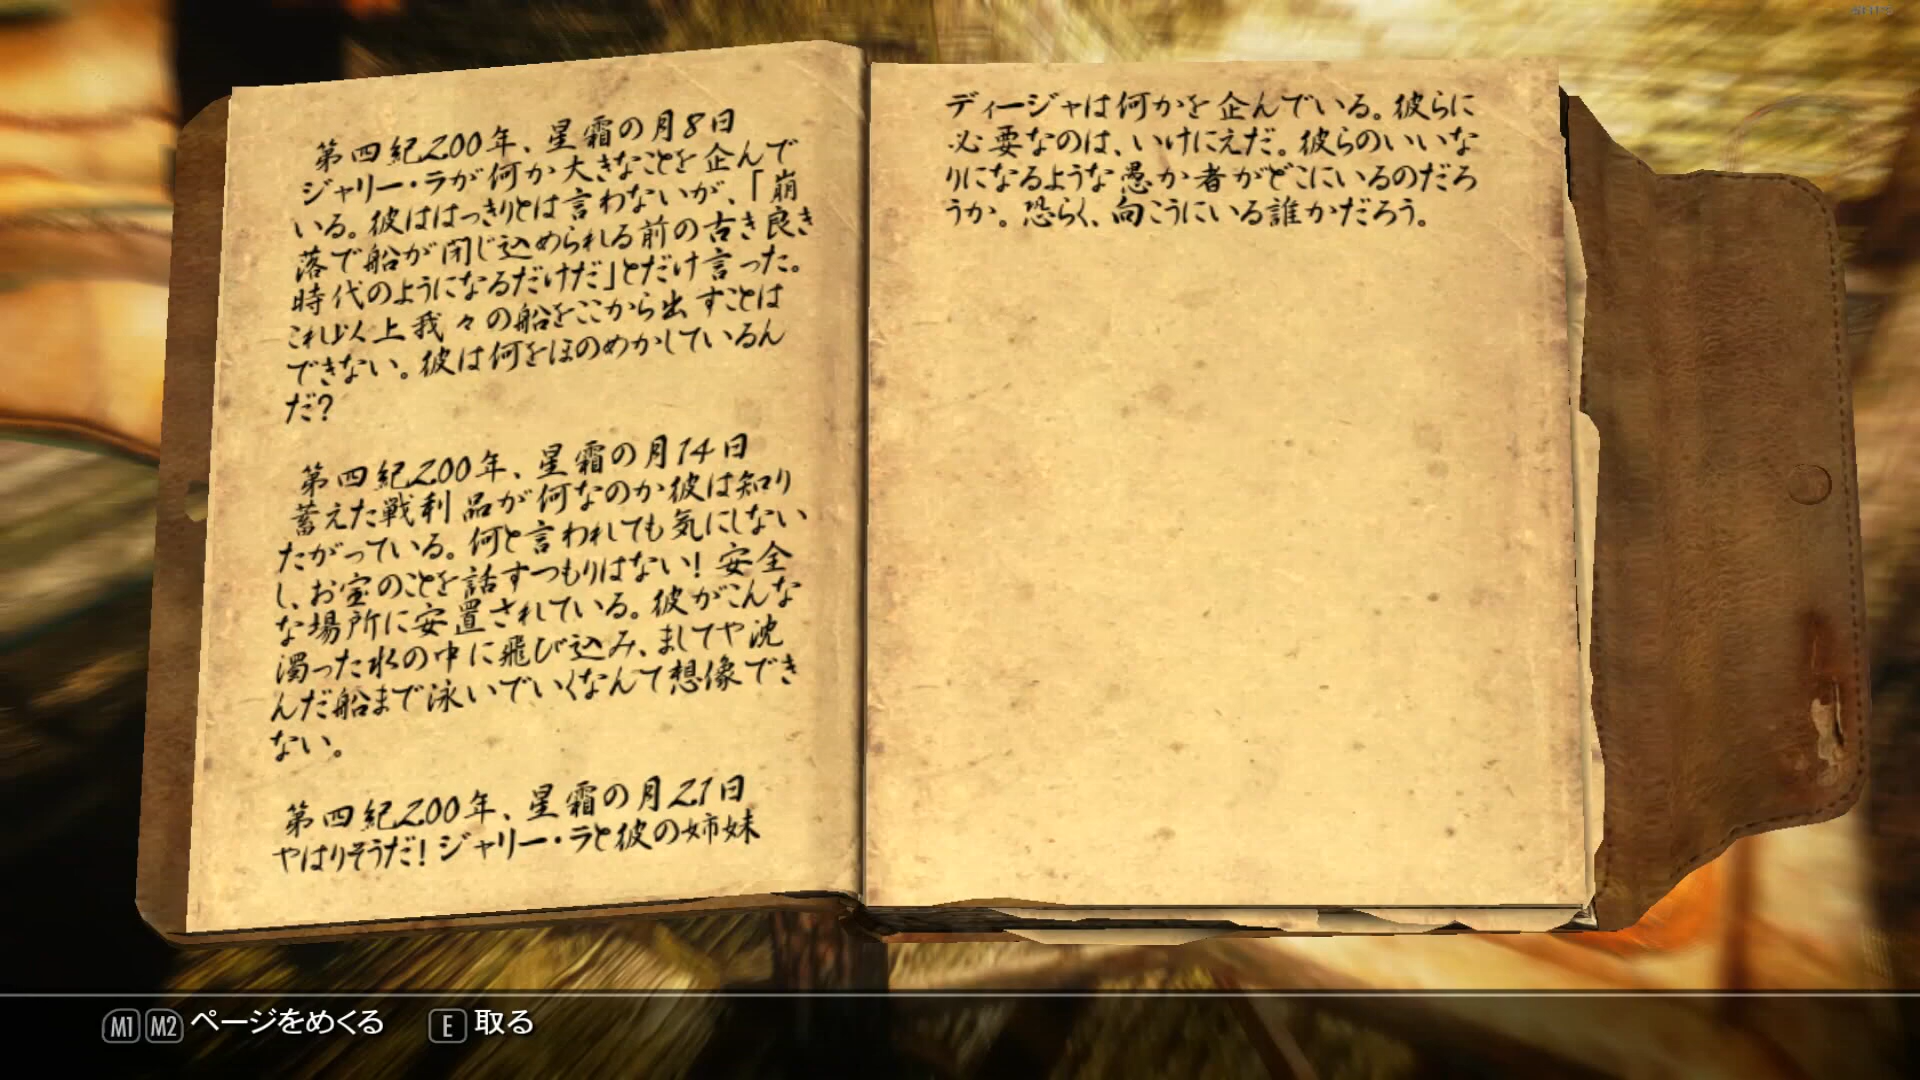 第四紀200年、星霜の月8日
ジャリー・ラが何か大きなことを企んで
いる。彼ははっきりとは言わないが、「崩
落で船が閉じ込められる前の古き良き
時代のようになるだけだ」とだけ言った。
これ以上我々の船をここから出すことは
できない。彼は何をほのめかしているん
だ?
第四紀200年、星霜の月14日
蓄えた戦利品が何なのか彼は知り
たがっている。何と言われても気にしない
し、お宝のことを話すつもりはない! 安全
な場所に安置されている。彼がこんな
濁った水の中に飛び込み、ましてや沈
んだ船まで泳いでいくなんて想像でき
ない。
第四紀200年、星霜の月21日
やはりそうだ! ジャリー・ラと彼の姉妹
ディージャは何かを企んでいる。彼らに
必要なのは、いけにえだ。彼らのいいな
りになるような愚か者がどこにいるのだろ
うか。恐らく、向こうにいる誰かだろう。
M1 M2 ページをめくる E 取る